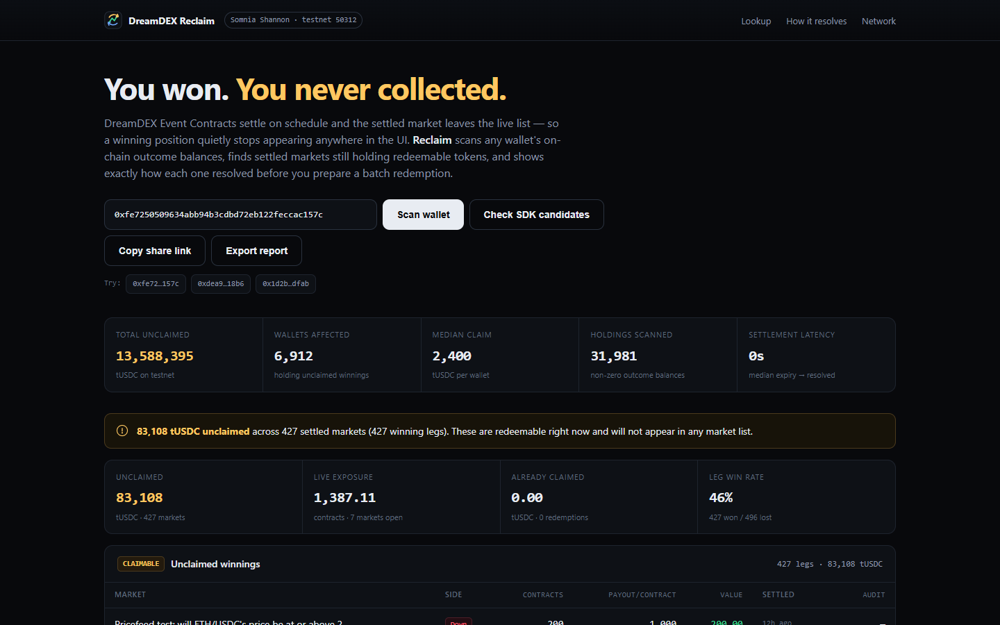 DreamDEX Reclaim
Somnia Shannon · testnet 50312
Lookup
How it resolves
Network
You won. You never collected.
DreamDEX Event Contracts settle on schedule and the settled market leaves the live list — so
a winning position quietly stops appearing anywhere in the UI. Reclaim scans any wallet's on-
chain outcome balances, finds settled markets still holding redeemable tokens, and shows
exactly how each one resolved before you prepare a batch redemption.
0xfe7250509634abb94b3cdbd72eb122feccac157c
Scan wallet
Check SDK candidates
Copy share link
Export report
Try:
0xfe72…157c
0xdea9…18b6
0x1d2b…dfab
TOTAL UNCLAIMED
13,588,395
tUSDC on testnet
WALLETS AFFECTED
6,912
holding unclaimed winnings
MEDIAN CLAIM
2,400
tUSDC per wallet
HOLDINGS SCANNED
31,981
non-zero outcome balances
SETTLEMENT LATENCY
0s
median expiry → resolved
83,108 tUSDC unclaimed across 427 settled markets (427 winning legs). These are redeemable right now and will not appear in any market list.
UNCLAIMED
83,108
tUSDC · 427 markets
LIVE EXPOSURE
1,387.11
contracts · 7 markets open
ALREADY CLAIMED
0.00
tUSDC · 0 redemptions
LEG WIN RATE
46%
427 won / 496 lost
CLAIMABLE
Unclaimed winnings
427 legs · 83,108 tUSDC
MARKET
SIDE
CONTRACTS
PAYOUT/CONTRACT
VALUE
SETTLED
AUDIT
Pricefeed test: will ETH/USDC's price be at or above 2
Down
200
1.000
200.00
12h ago
—